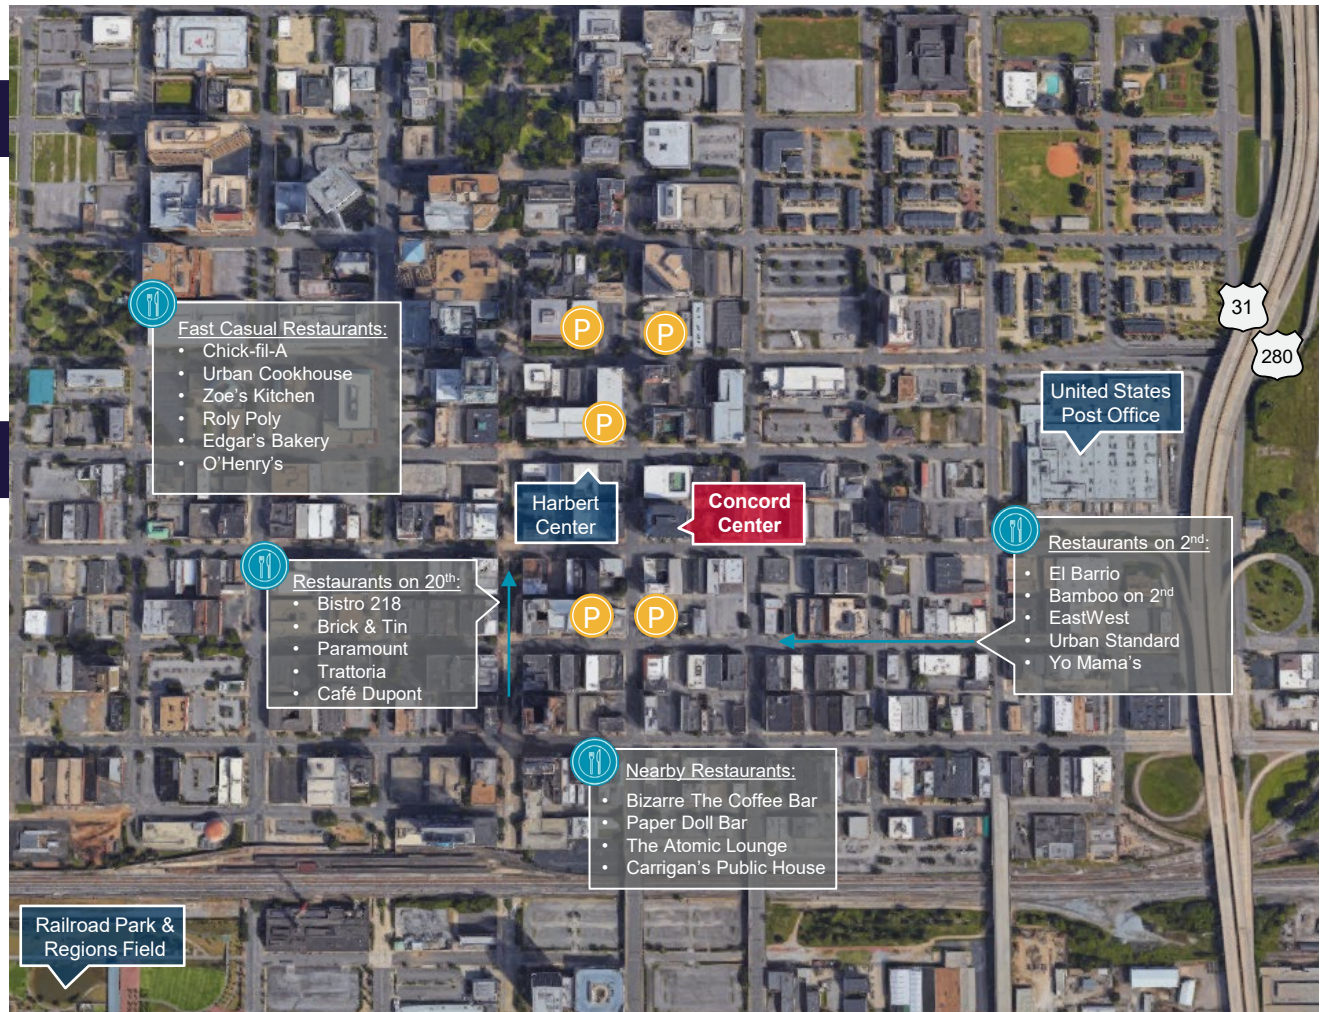 31
280
Fast Casual Restaurants:
• Chick-fil-A
• Urban Cookhouse
• Zoe's Kitchen
• Roly Poly
• Edgar's Bakery
• O'Henry's
P
P
P
United States
Post Office
Harbert
Center
Concord
Center
Restaurants on 2nd:
• El Barrio
• Bamboo on 2nd
• EastWest
• Urban Standard
• Yo Mama's
Restaurants on 20th:
• Bistro 218
• Brick & Tin
• Paramount
• Trattoria
• Café Dupont
P
P
Nearby Restaurants:
• Bizarre The Coffee Bar
• Paper Doll Bar
• The Atomic Lounge
• Carrigan's Public House
Railroad Park &
Regions Field